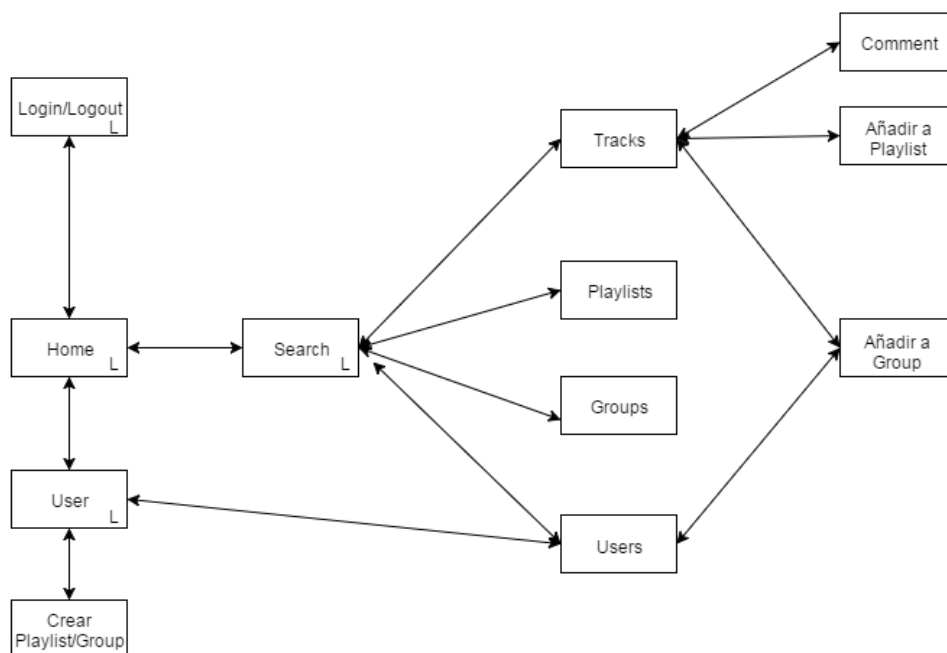 Comment
Login/Logout
L
Tracks
Añadir a
Playlist
Playlists
Home
L
Search
L
Añadir a
Group
Groups
User
L
Users
Crear
Playlist/Group